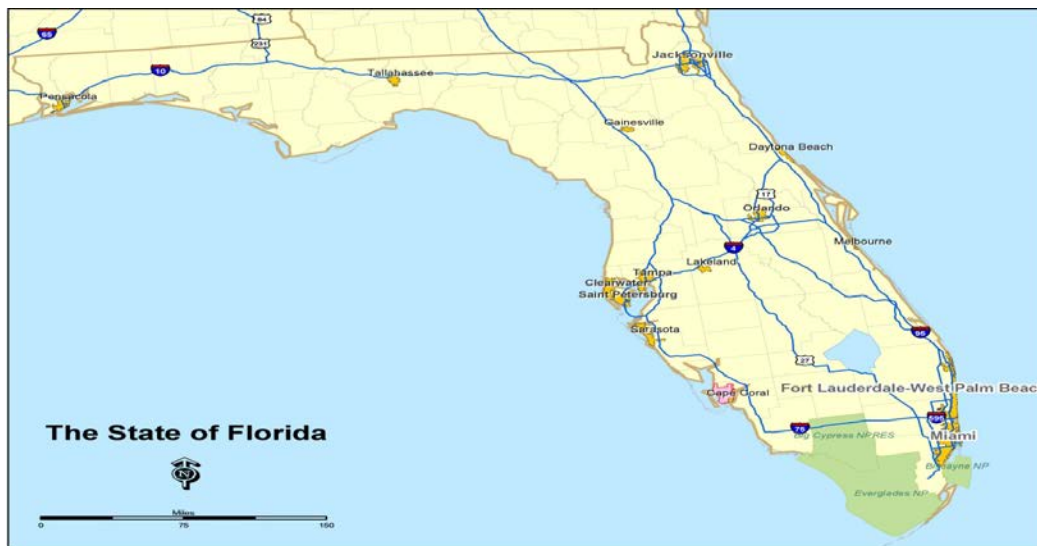 84
65
231
Jacksonville
10
Tallahassee
Pensacola
Gainesville
Daytona Beach
17
Orlando
Melbourne
4
Lakeland
Tampa
Clearwater
Saint Petersburg
Sarasota
95
27
Fort Lauderdale-West Palm Beac
Cape Coral
595
75
Big Cypress NPRES
Miami
The State of Florida
Biscayne NP
N
Everglades NP
Miles
0 75 150